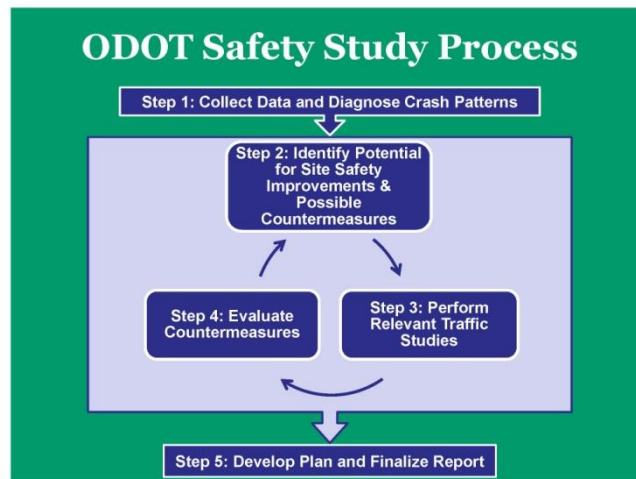 ODOT Safety Study Process
Step 1: Collect Data and Diagnose Crash Patterns
Step 2: Identify Potential
for Site Safety
Improvements &
Possible
Countermeasures
Step 3: Perform
Relevant Traffic
Studies
Step 4: Evaluate
Countermeasures
Step 5: Develop Plan and Finalize Report